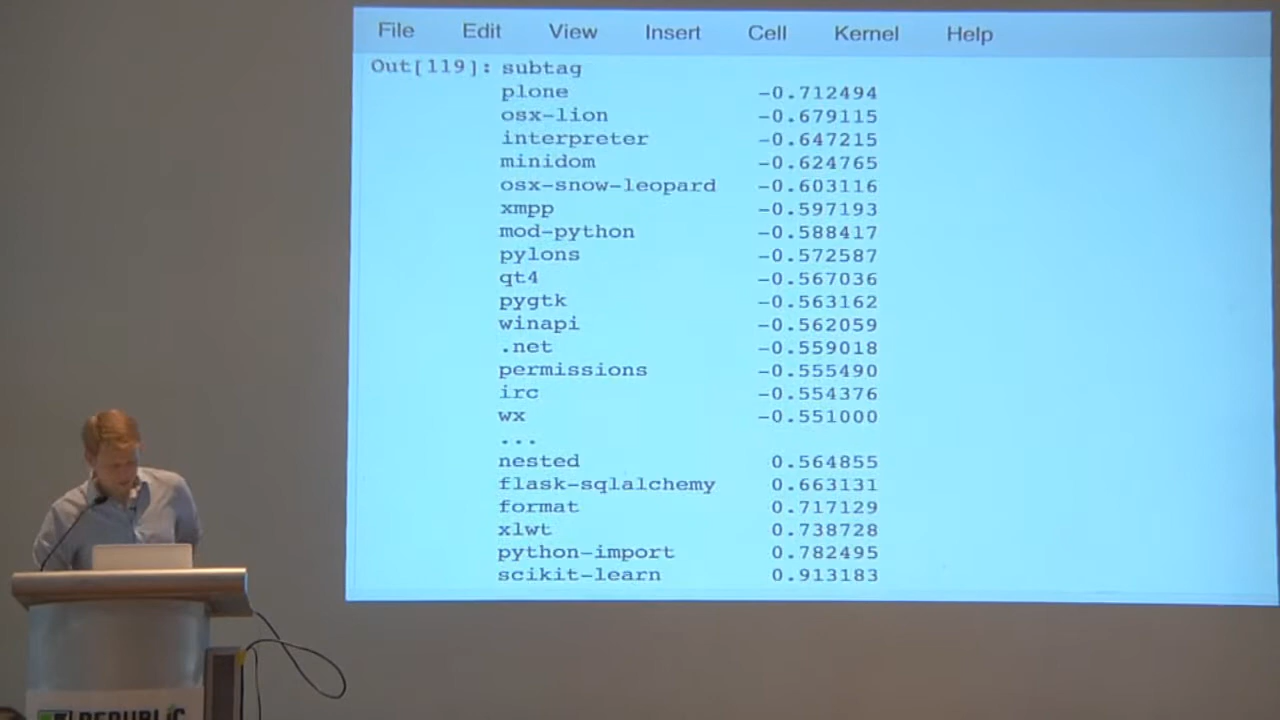 File Edit View Insert Cell Kernel Help
Out[119]: subtag
plone -0.712494
osx-lion -0.679115
interpreter -0.647215
minidom -0.624765
osx-snow-leopard -0.603116
xmpp -0.597193
mod-python -0.588417
pylons -0.572587
qt4 -0.567036
pygtk -0.563162
winapi -0.562059
.net -0.559018
permissions -0.555490
irc -0.554376
wx -0.551000
...
nested 0.564855
flask-sqlalchemy 0.663131
format 0.717129
xlwt 0.738728
python-import 0.782495
scikit-learn 0.913183
REPUBLIC